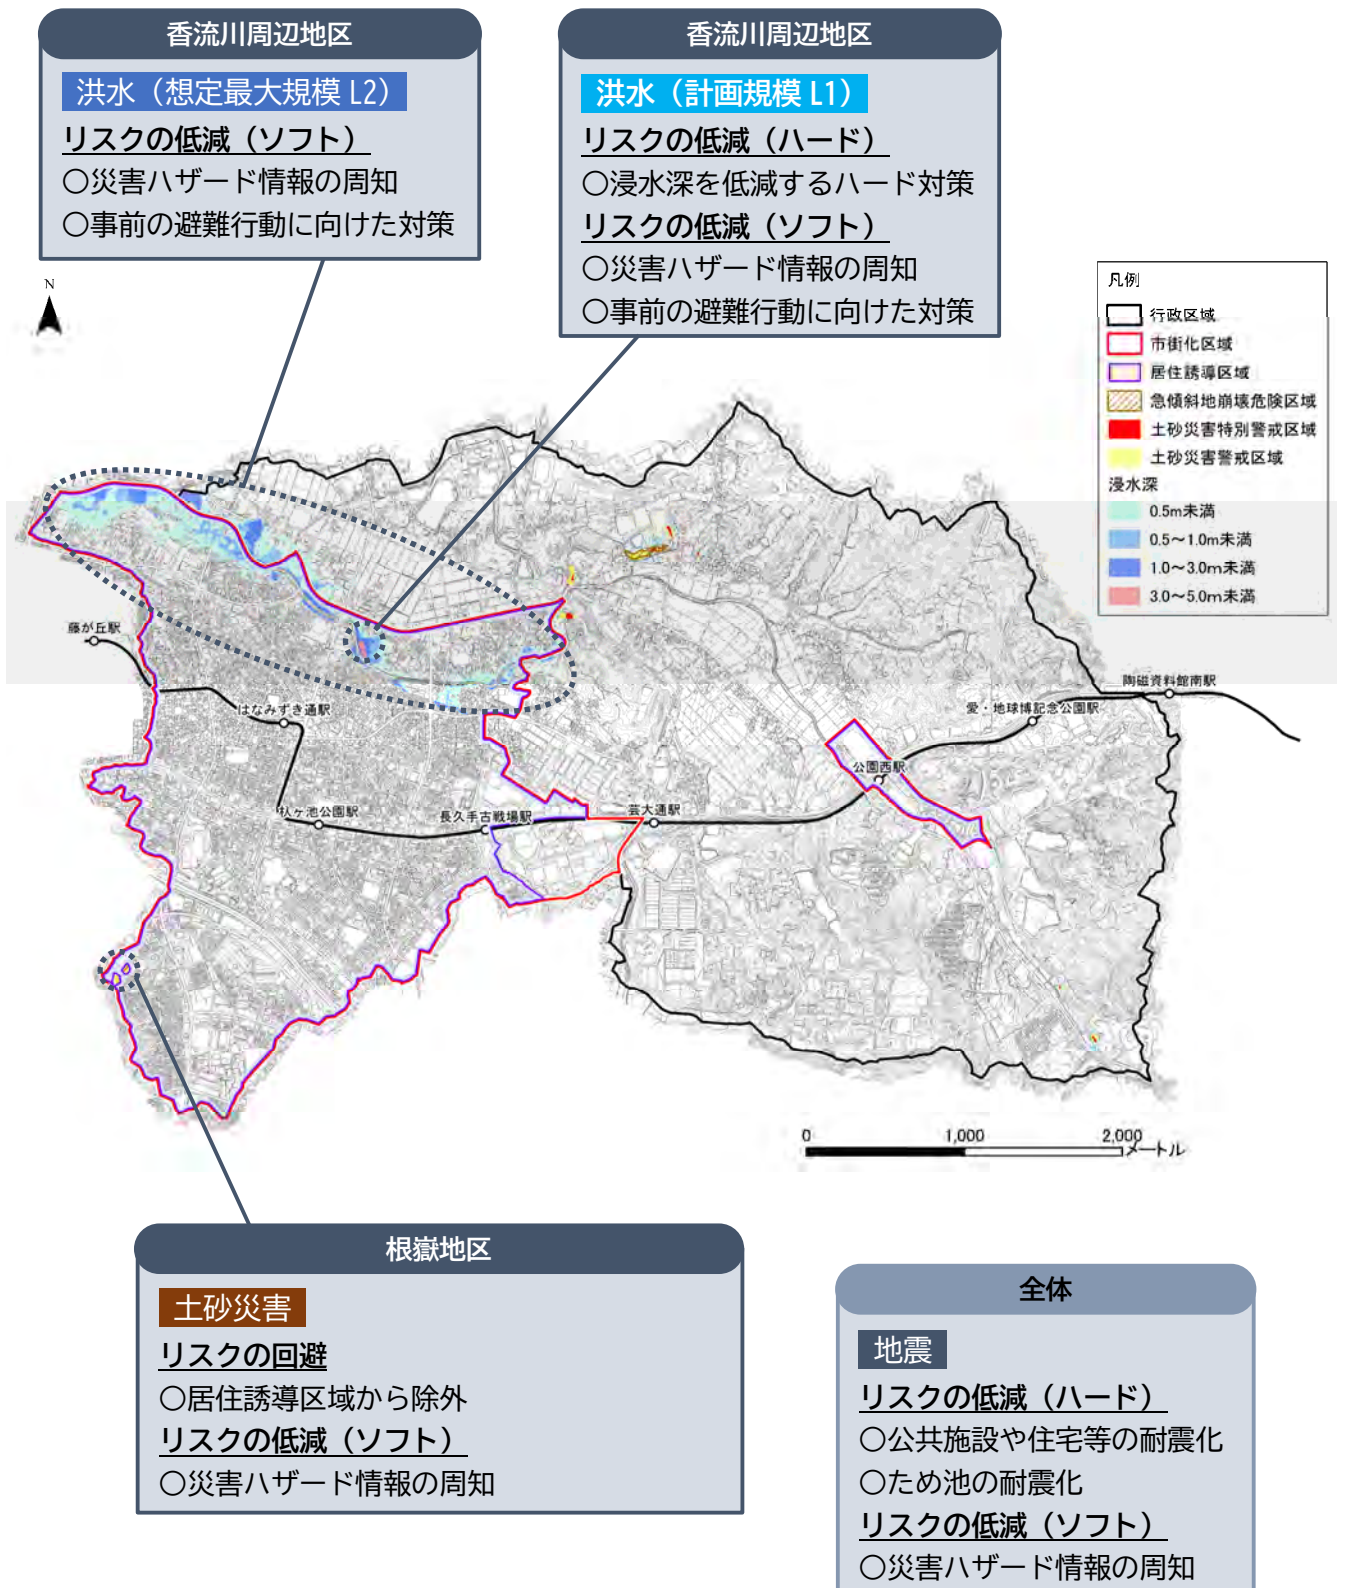 香流川周辺地区
洪水（想定最大規模 L2）
リスクの低減（ソフト）
○災害ハザード情報の周知
○事前の避難行動に向けた対策
香流川周辺地区
洪水（計画規模 L1）
リスクの低減（ハード）
○浸水深を低減するハード対策
リスクの低減（ソフト）
○災害ハザード情報の周知
○事前の避難行動に向けた対策
N
凡例
行政区域
市街化区域
居住誘導区域
急傾斜地崩壊危険区域
土砂災害特別警戒区域
土砂災害警戒区域
浸水深
0.5m未満
0.5～1.0m未満
1.0～3.0m未満
3.0～5.0m未満
藤が丘駅
はなみずき通駅
杁ヶ池公園駅
長久手古戦場駅
芸大通駅
公園西駅
愛・地球博記念公園駅
陶磁資料館南駅
0 1,000 2,000
メートル
根嶽地区
土砂災害
リスクの回避
○居住誘導区域から除外
リスクの低減（ソフト）
○災害ハザード情報の周知
全体
地震
リスクの低減（ハード）
○公共施設や住宅等の耐震化
○ため池の耐震化
リスクの低減（ソフト）
○災害ハザード情報の周知